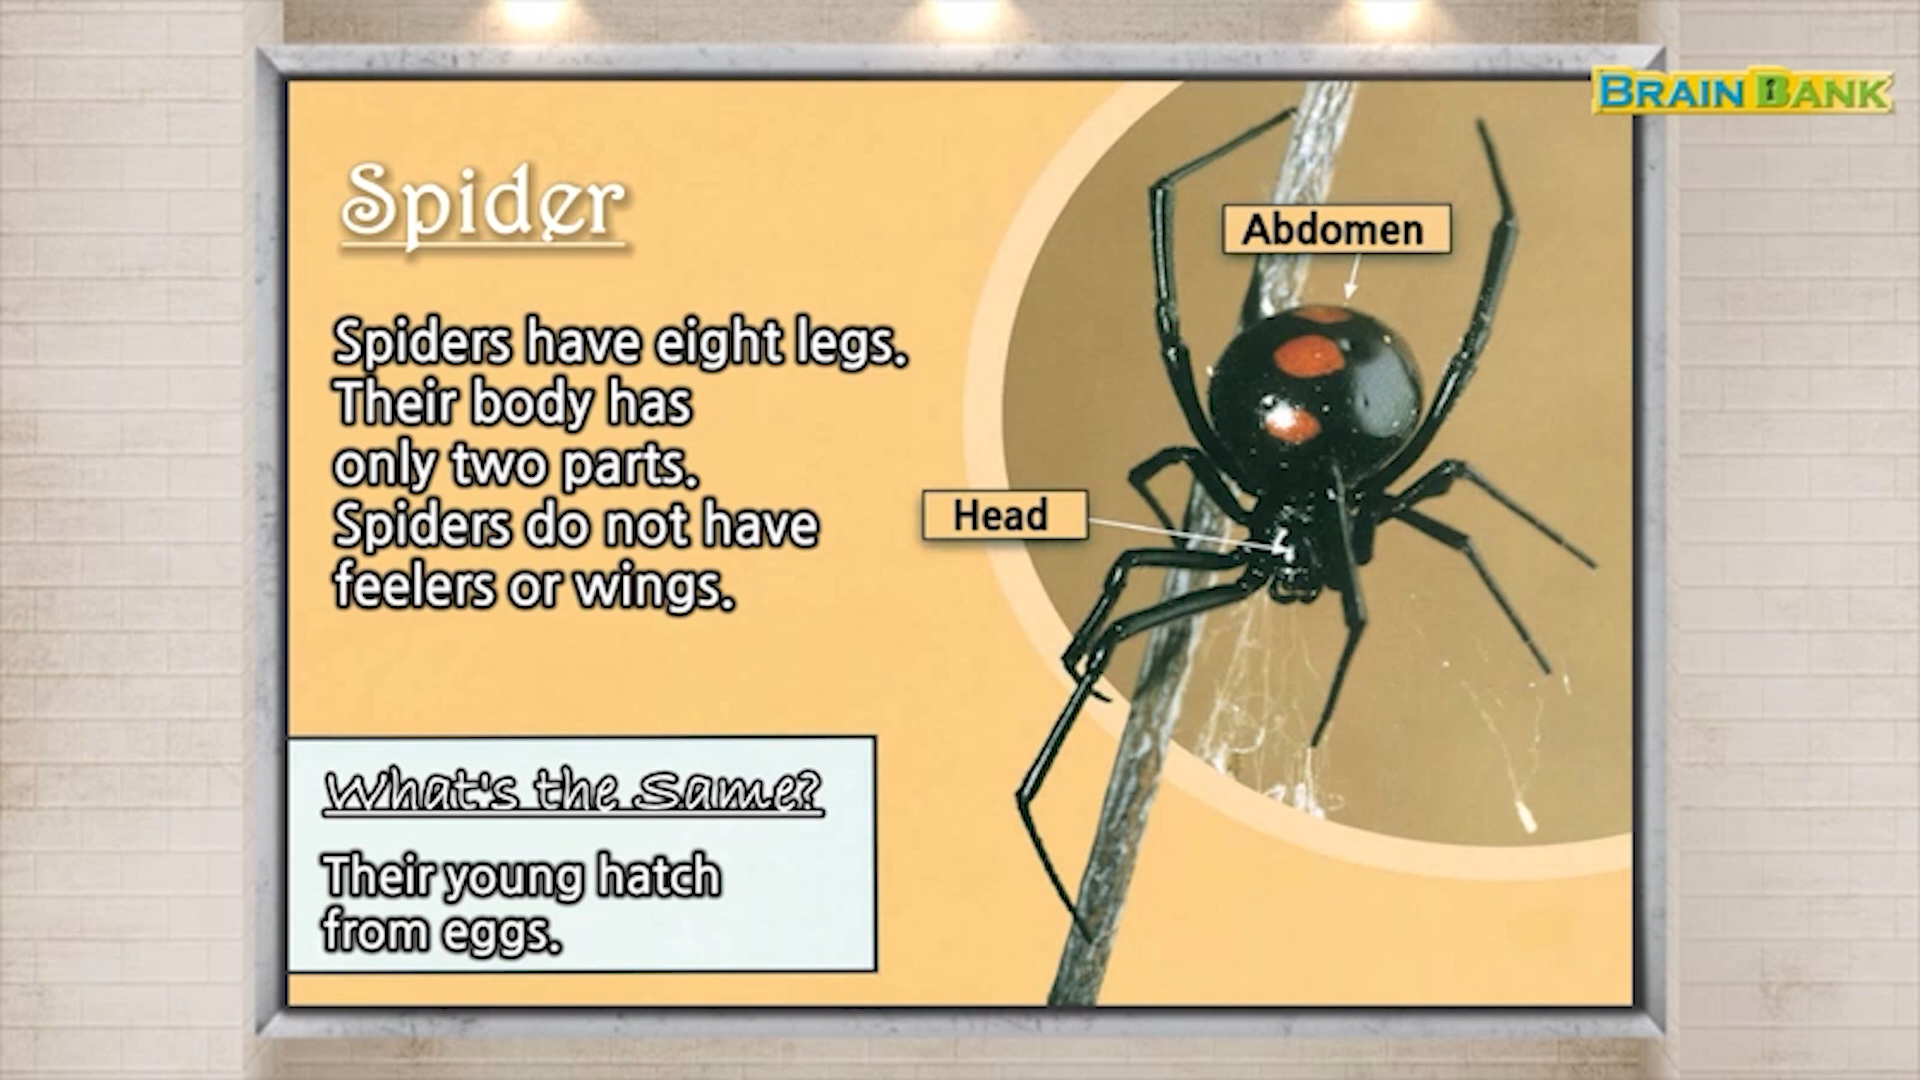 BRAIN BANK
Spider
Abdomen
Spiders have eight legs.
Their body has
only two parts.
Head
Spiders do not have
feelers or wings.
What's the Same?
Their young hatch
from eggs.